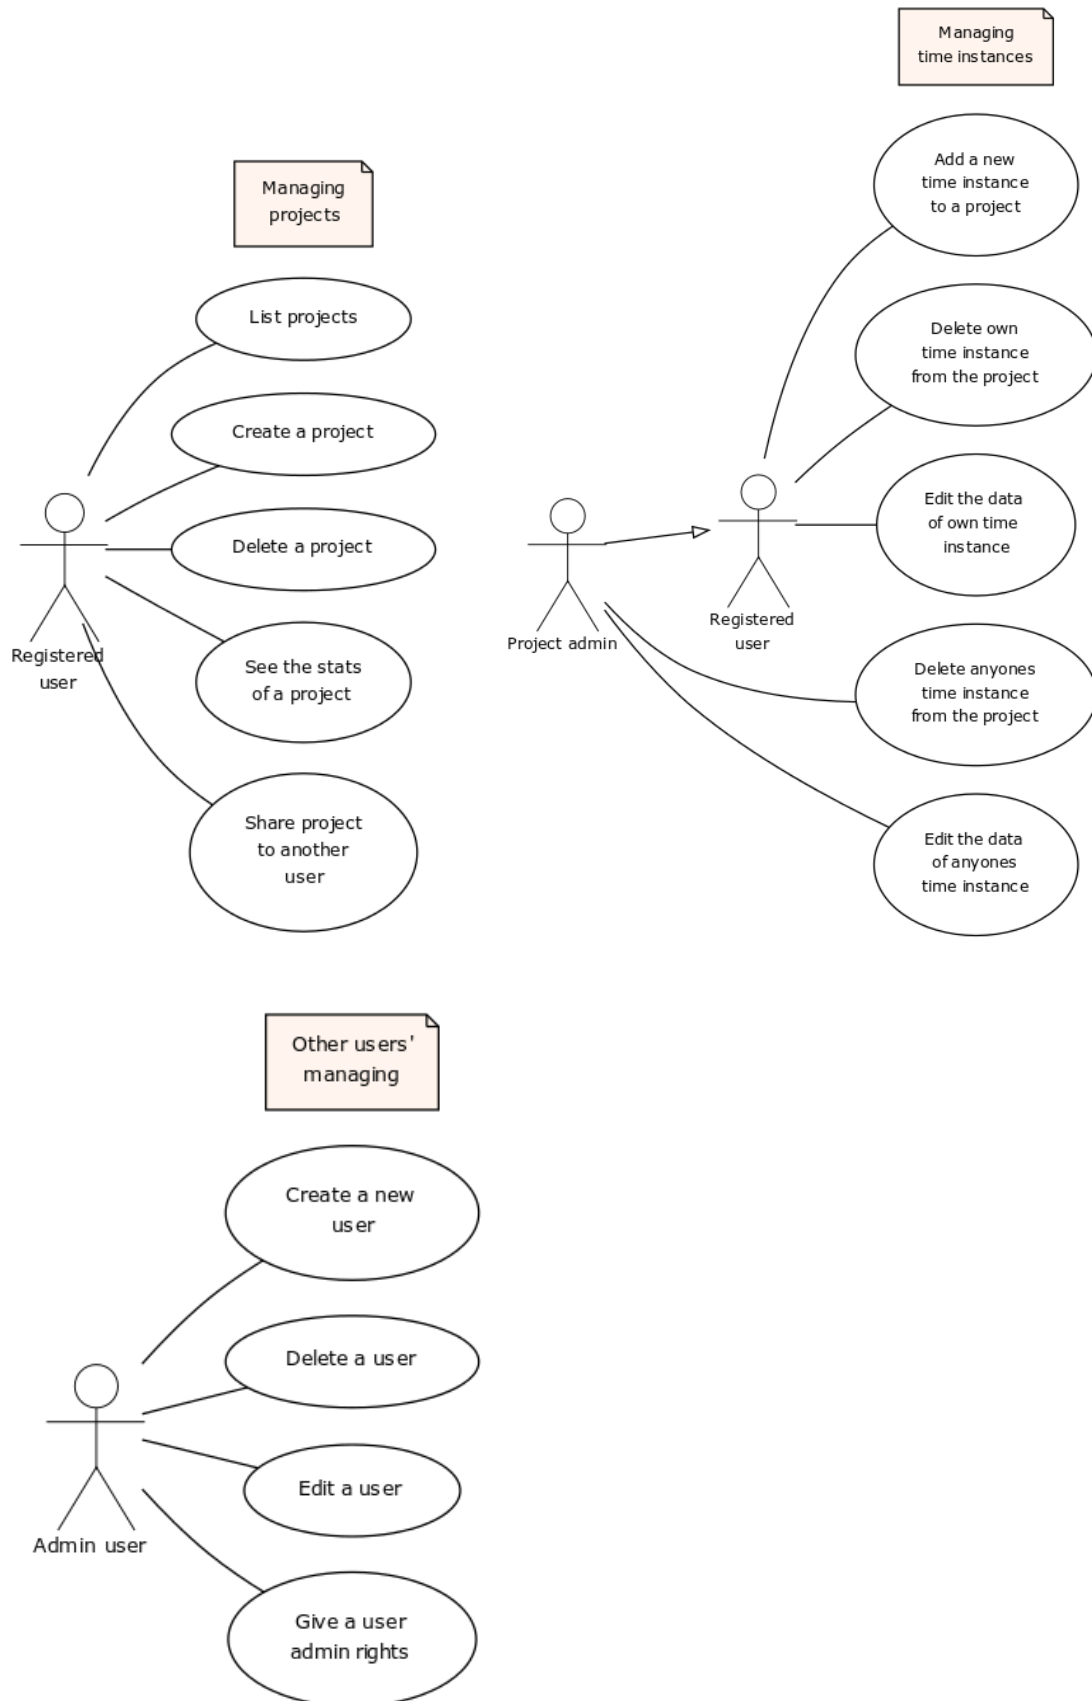 Managing
projects
List projects
Create a project
Delete a project
See the stats
of a project
Share project
to another
user
Registered
user
Managing
time instances
Add a new
time instance
to a project
Delete own
time instance
from the project
Edit the data
of own time
instance
Delete anyones
time instance
from the project
Edit the data
of anyones
time instance
Project admin
Registered
user
Other users'
managing
Create a new
user
Delete a user
Edit a user
Give a user
admin rights
Admin user